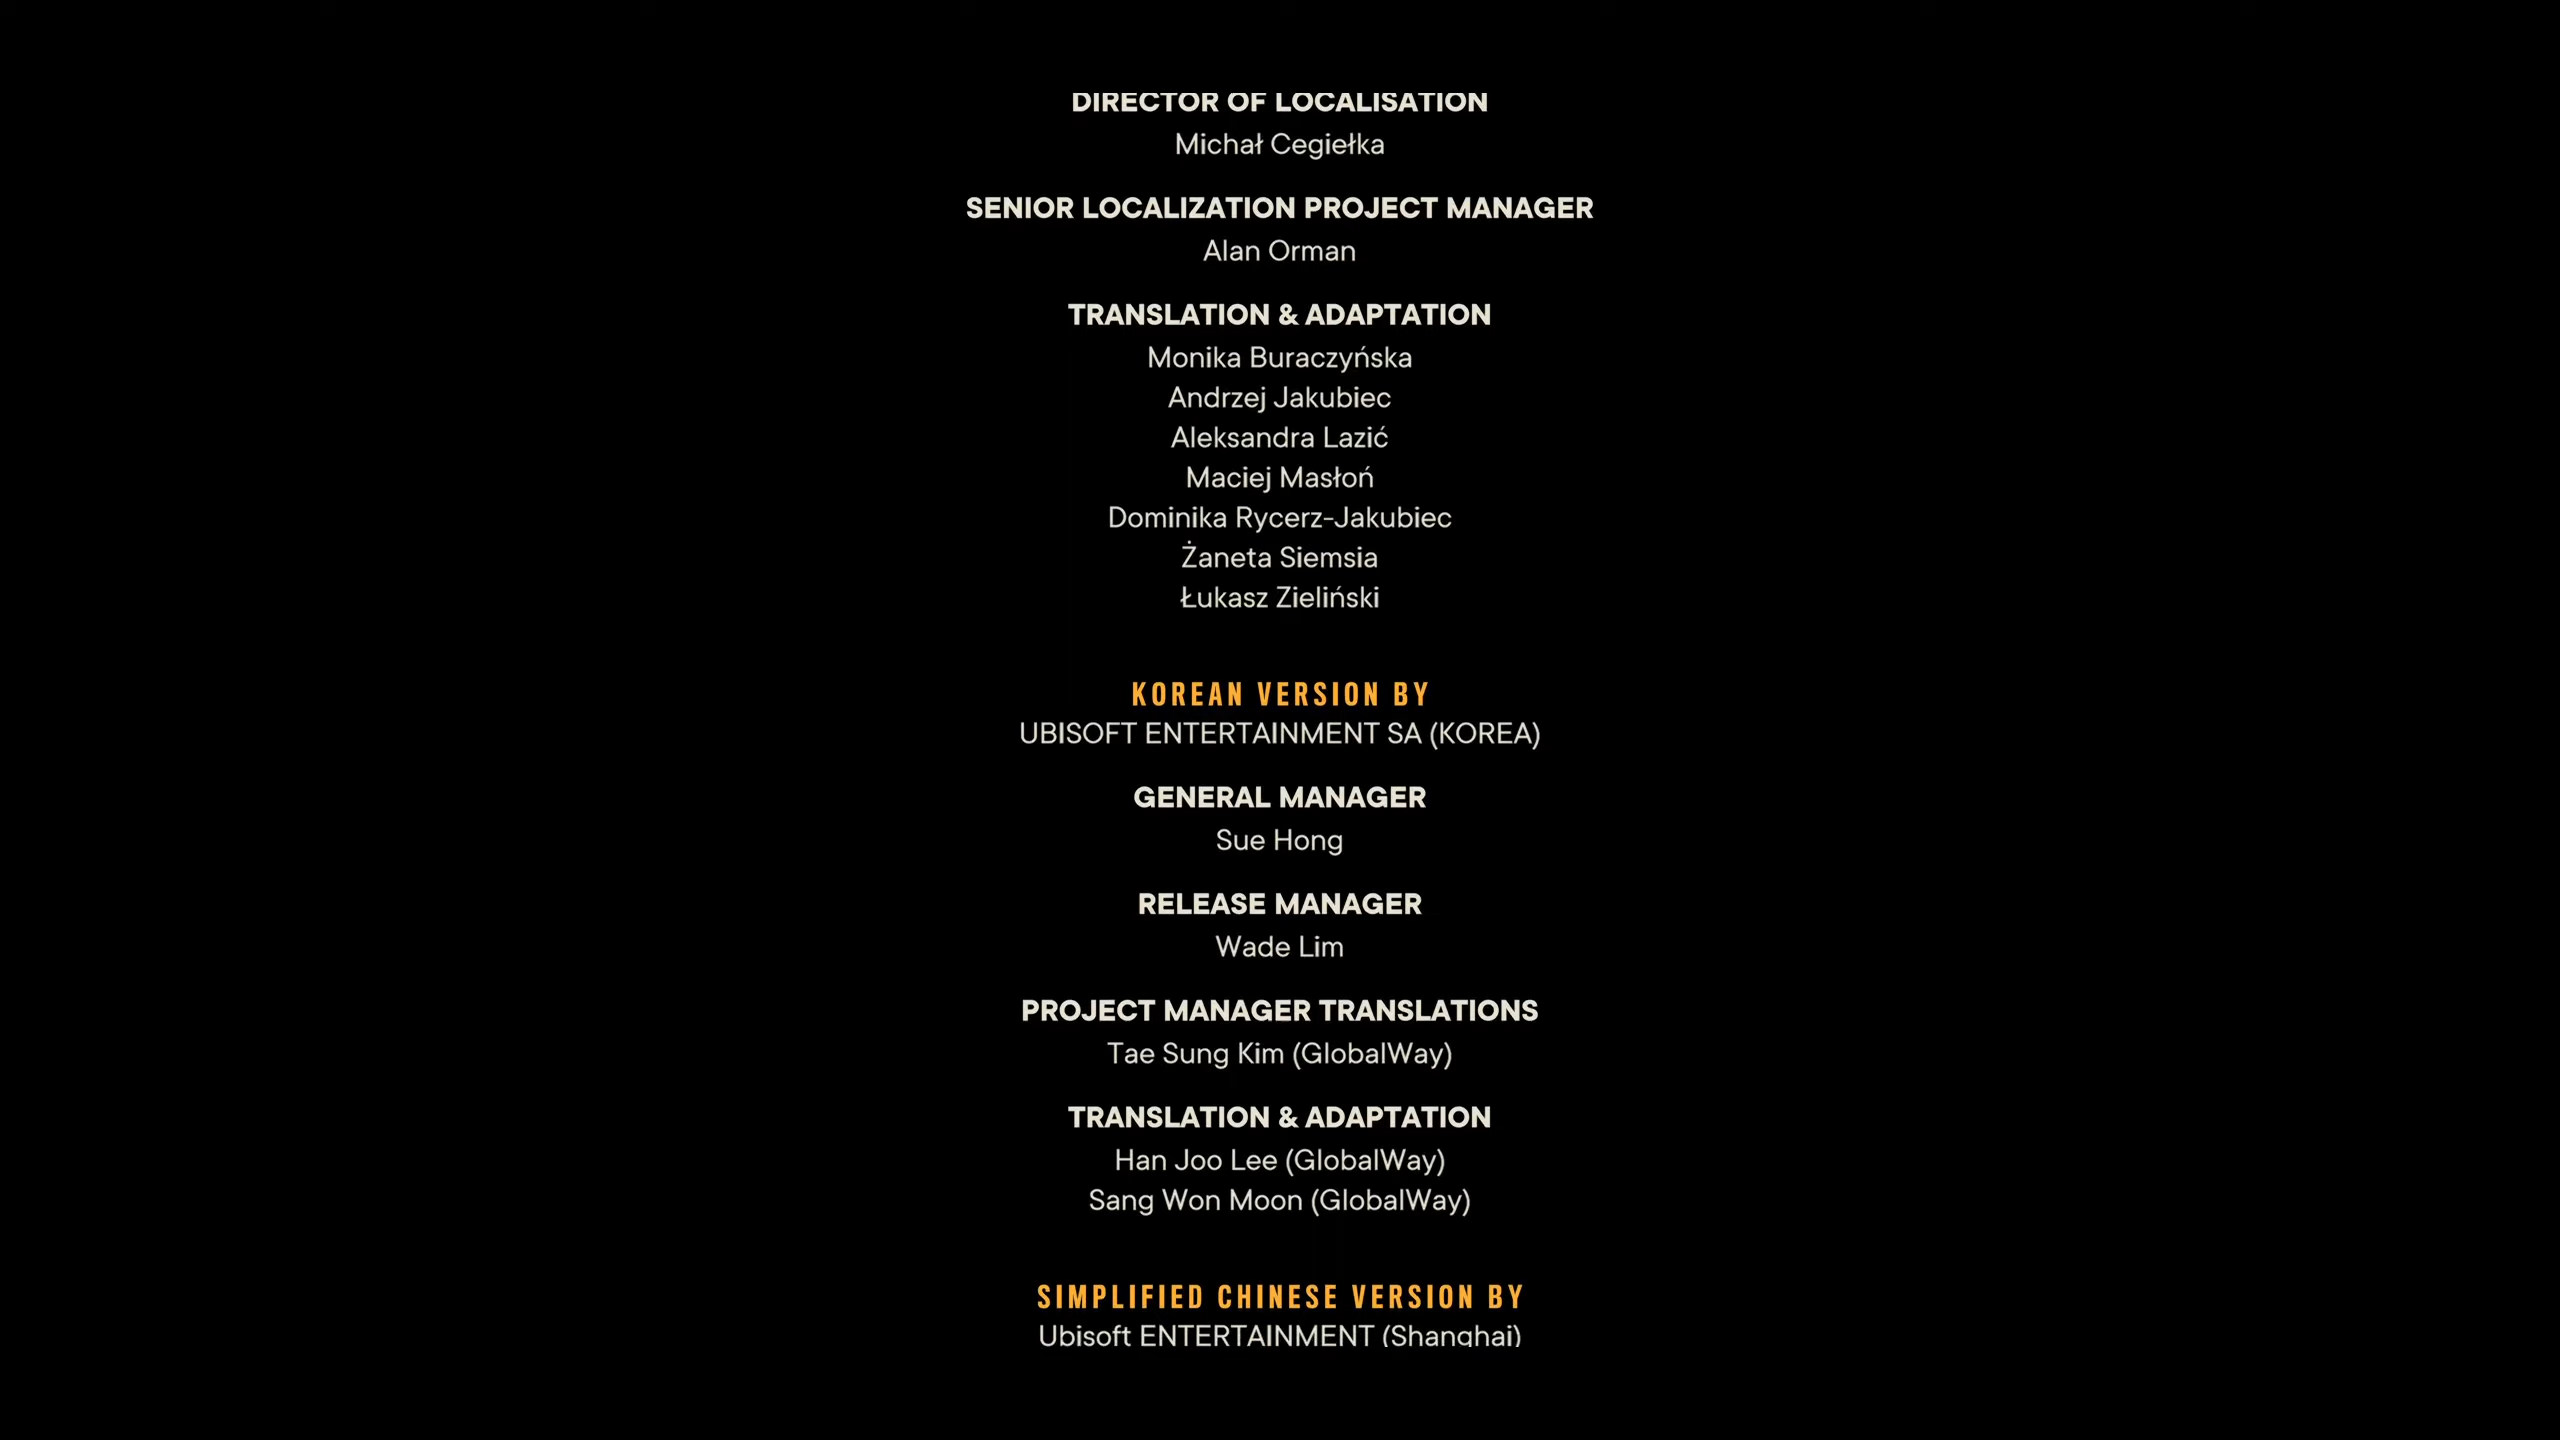 DIRECTOR OF LOCALISATION
Michał Cegiełka
SENIOR LOCALIZATION PROJECT MANAGER
Alan Orman
TRANSLATION & ADAPTATION
Monika Buraczyńska
Andrzej Jakubiec
Aleksandra Lazić
Maciej Masłoń
Dominika Rycerz-Jakubiec
Żaneta Siemsia
Łukasz Zieliński
KOREAN VERSION BY
UBISOFT ENTERTAINMENT SA (KOREA)
GENERAL MANAGER
Sue Hong
RELEASE MANAGER
Wade Lim
PROJECT MANAGER TRANSLATIONS
Tae Sung Kim (GlobalWay)
TRANSLATION & ADAPTATION
Han Joo Lee (GlobalWay)
Sang Won Moon (GlobalWay)
SIMPLIFIED CHINESE VERSION BY
Ubisoft ENTERTAINMENT (Shanghai)